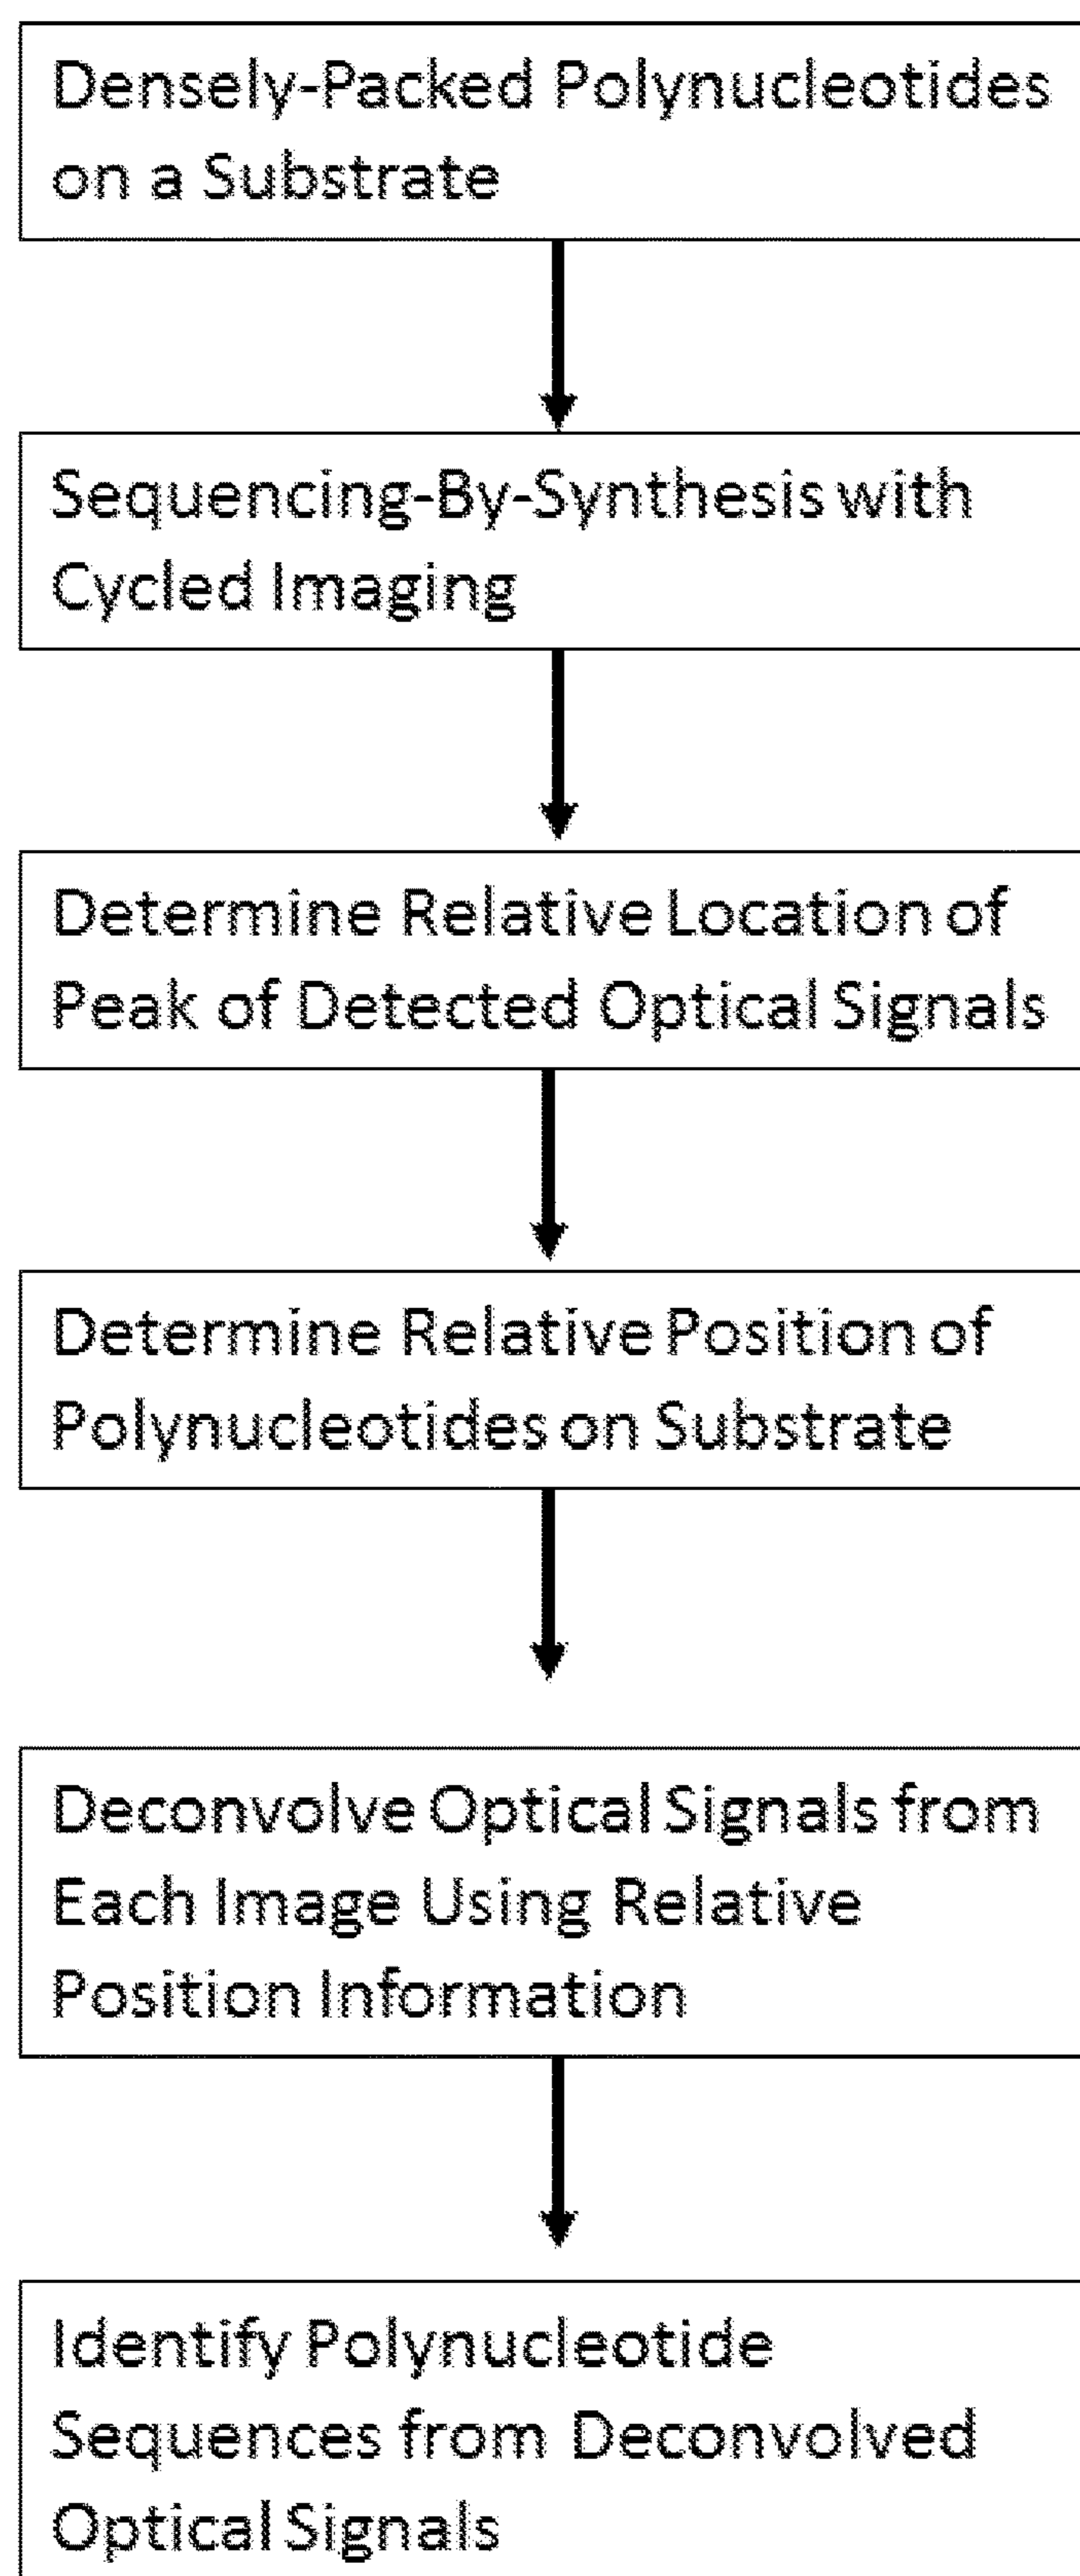 Densely-Packed Polynucleotides
on a Substrate
Sequencing-By-Synthesis with
Cycled Imaging
Determine Relative Location of
Peak of Detected Optical Signals
Determine Relative Position of
Polynucleotides on Substrate
Deconvolve Optical Signals from
Each Image Using Relative
Position Information
Identify Polynucleotide
Sequences from Deconvolved
Optical Signals